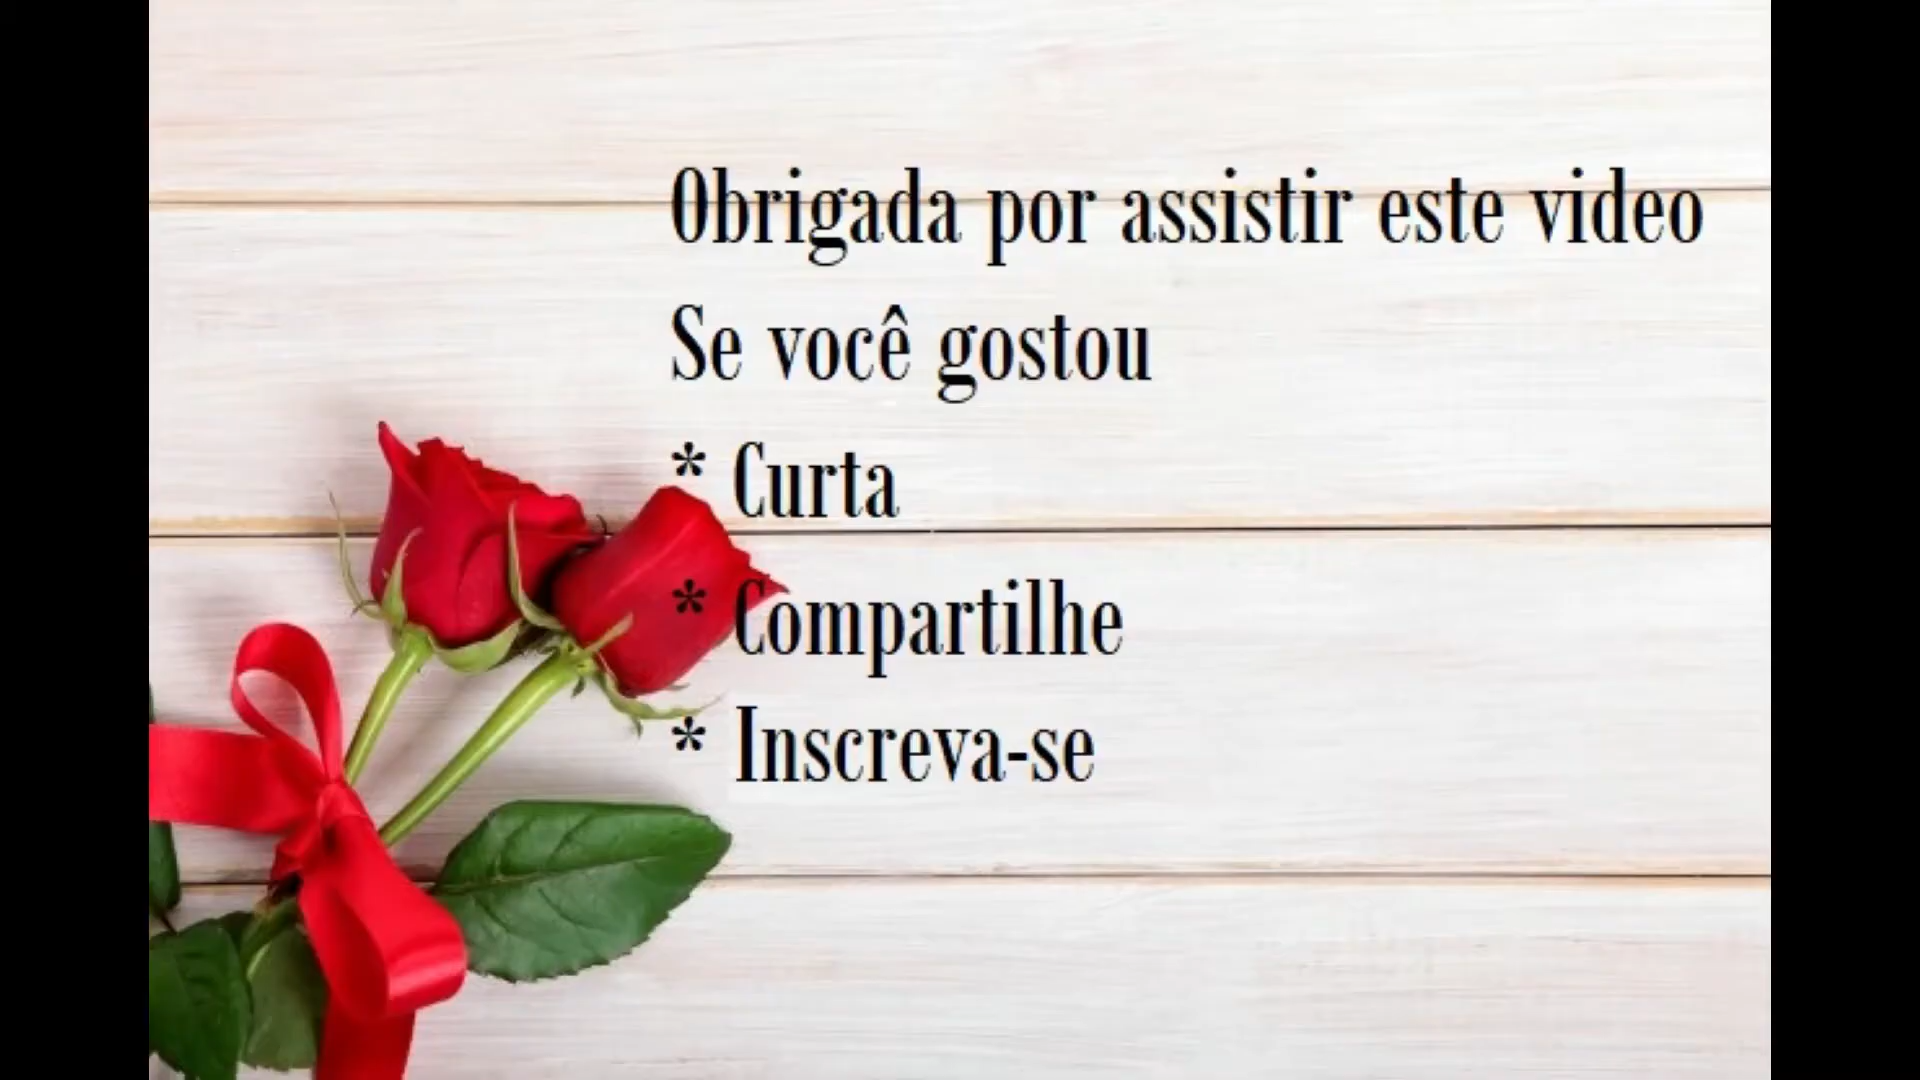 Obrigada por assistir este video
Se você gostou
* Curta
* Compartilhe
* Inscreva-se